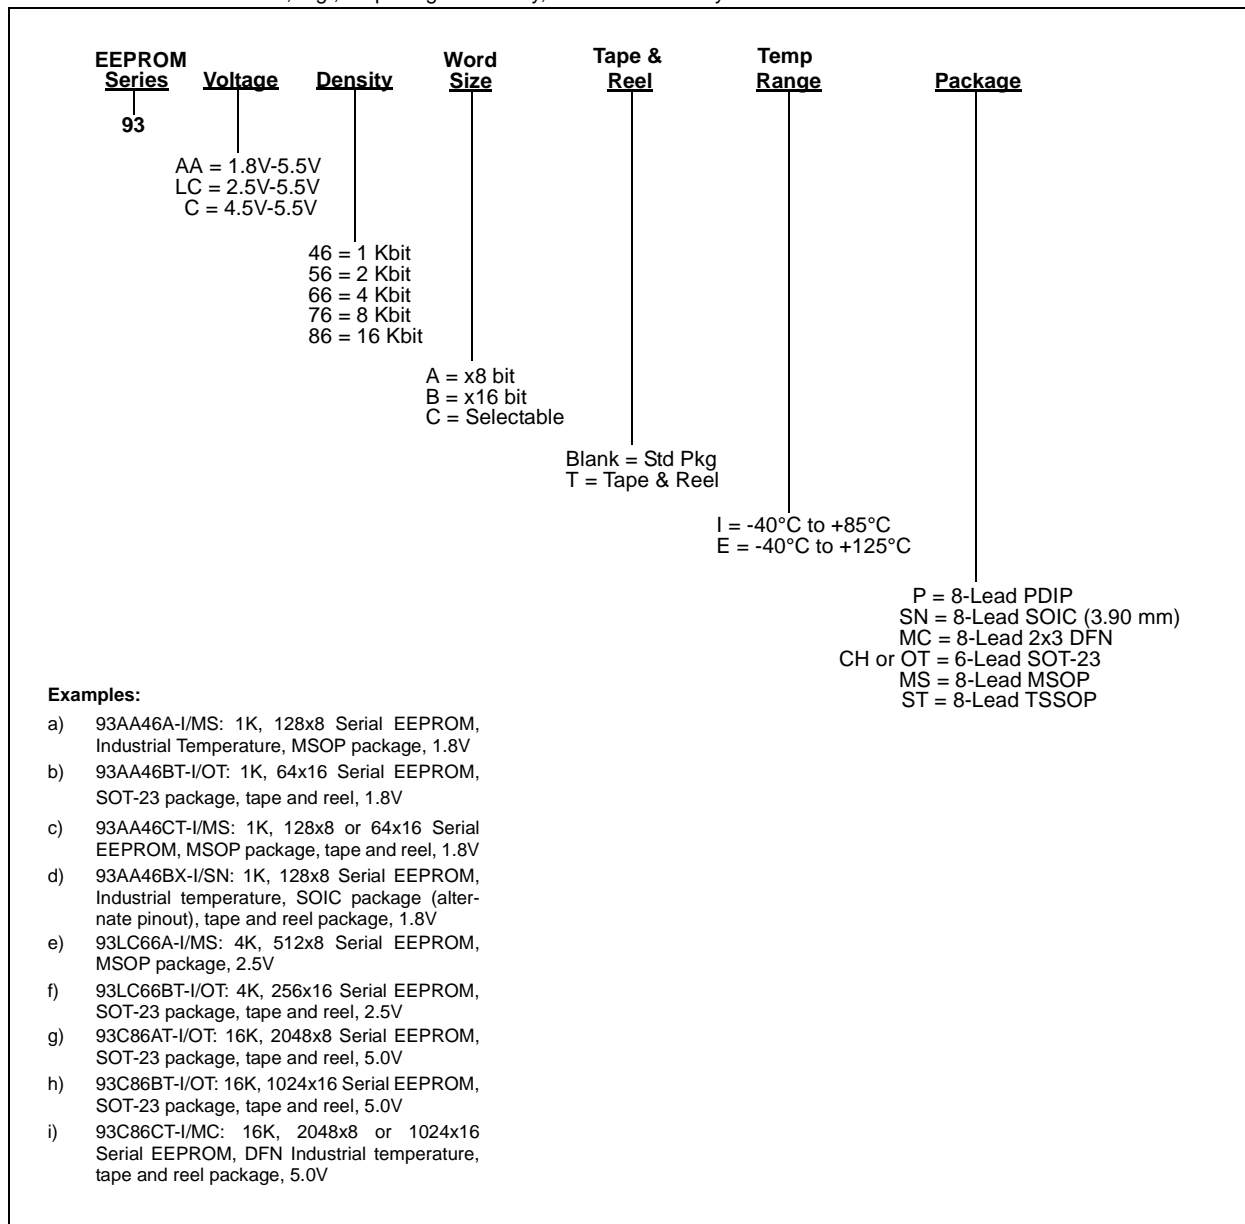 EEPROM Series
Voltage
Density
Word Size
Tape & Reel
Temp Range
Package
93
AA = 1.8V-5.5V
LC = 2.5V-5.5V
C = 4.5V-5.5V
46 = 1 Kbit
56 = 2 Kbit
66 = 4 Kbit
76 = 8 Kbit
86 = 16 Kbit
A = x8 bit
B = x16 bit
C = Selectable
Blank = Std Pkg
T = Tape & Reel
I = -40°C to +85°C
E = -40°C to +125°C
P = 8-Lead PDIP
SN = 8-Lead SOIC (3.90 mm)
MC = 8-Lead 2x3 DFN
CH or OT = 6-Lead SOT-23
MS = 8-Lead MSOP
ST = 8-Lead TSSOP
Examples:
a) 93AA46A-I/MS: 1K, 128x8 Serial EEPROM,
Industrial Temperature, MSOP package, 1.8V
b) 93AA46BT-I/OT: 1K, 64x16 Serial EEPROM,
SOT-23 package, tape and reel, 1.8V
c) 93AA46CT-I/MS: 1K, 128x8 or 64x16 Serial
EEPROM, MSOP package, tape and reel, 1.8V
d) 93AA46BX-I/SN: 1K, 128x8 Serial EEPROM,
Industrial temperature, SOIC package (alter-
nate pinout), tape and reel package, 1.8V
e) 93LC66A-I/MS: 4K, 512x8 Serial EEPROM,
MSOP package, 2.5V
f) 93LC66BT-I/OT: 4K, 256x16 Serial EEPROM,
SOT-23 package, tape and reel, 2.5V
g) 93C86AT-I/OT: 16K, 2048x8 Serial EEPROM,
SOT-23 package, tape and reel, 5.0V
h) 93C86BT-I/OT: 16K, 1024x16 Serial EEPROM,
SOT-23 package, tape and reel, 5.0V
i) 93C86CT-I/MC: 16K, 2048x8 or 1024x16
Serial EEPROM, DFN Industrial temperature,
tape and reel package, 5.0V